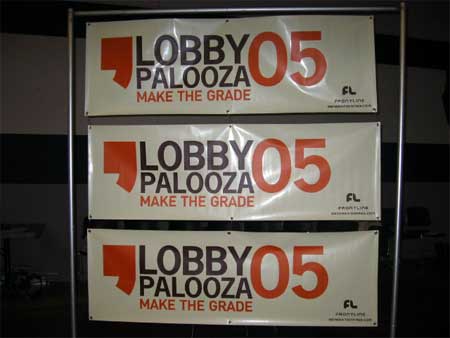 LOBBY
PALOOZA 05
MAKE THE GRADE
FL
FRONTLINE
LOBBY
PALOOZA 05
MAKE THE GRADE
FL
FRONTLINE
LOBBY
PALOOZA 05
MAKE THE GRADE
FL
FRONTLINE